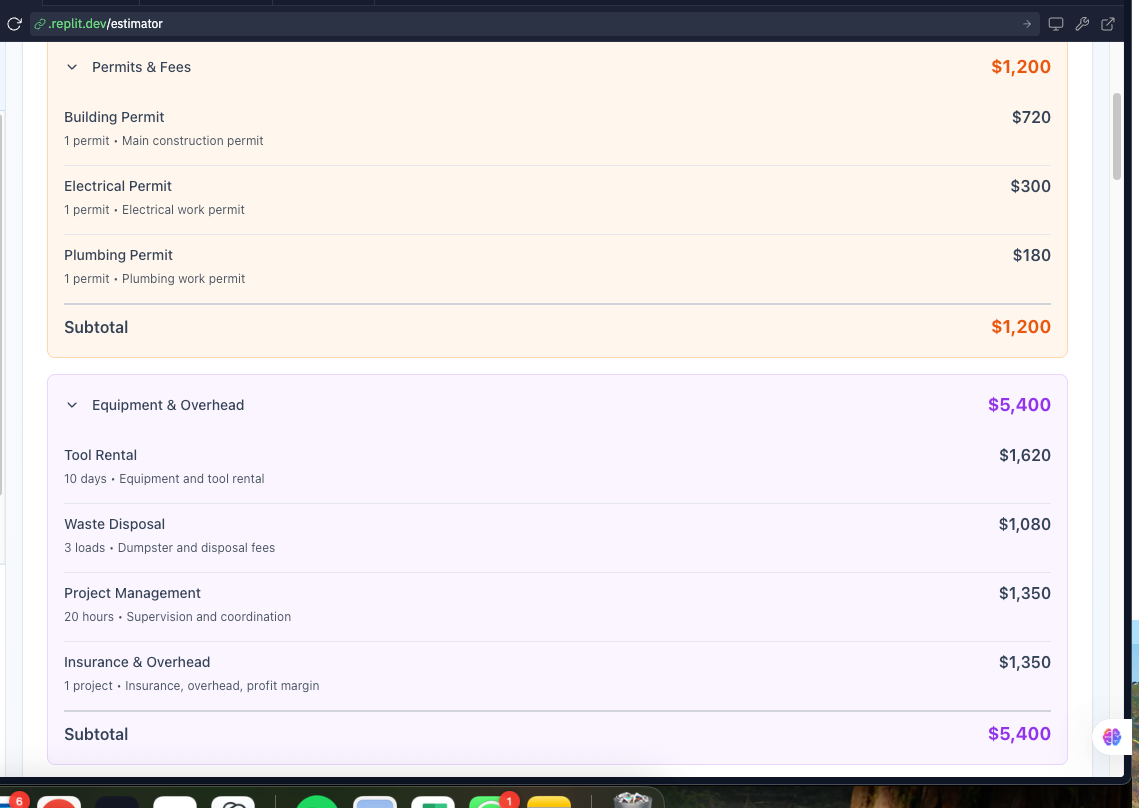 .replit.dev/estimator
Permits & Fees
$1,200
Building Permit
$720
1 permit • Main construction permit
Electrical Permit
$300
1 permit • Electrical work permit
Plumbing Permit
$180
1 permit • Plumbing work permit
Subtotal
$1,200
Equipment & Overhead
$5,400
Tool Rental
$1,620
10 days • Equipment and tool rental
Waste Disposal
$1,080
3 loads • Dumpster and disposal fees
Project Management
$1,350
20 hours • Supervision and coordination
Insurance & Overhead
$1,350
1 project • Insurance, overhead, profit margin
Subtotal
$5,400
6
1